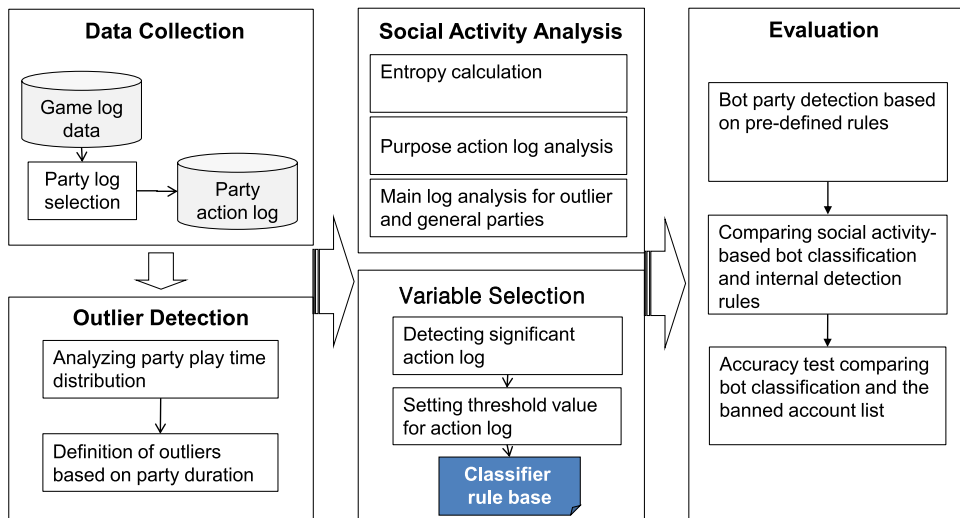 Data Collection
Game log
data
Party log
selection
Party
action log
Outlier Detection
Analyzing party play time
distribution
Definition of outliers
based on party duration
Social Activity Analysis
Entropy calculation
Purpose action log analysis
Main log analysis for outlier
and general parties
Variable Selection
Detecting significant
action log
Setting threshold value
for action log
Classifier
rule base
Evaluation
Bot party detection based
on pre-defined rules
Comparing social activity-
based bot classification
and internal detection
rules
Accuracy test comparing
bot classification and the
banned account list